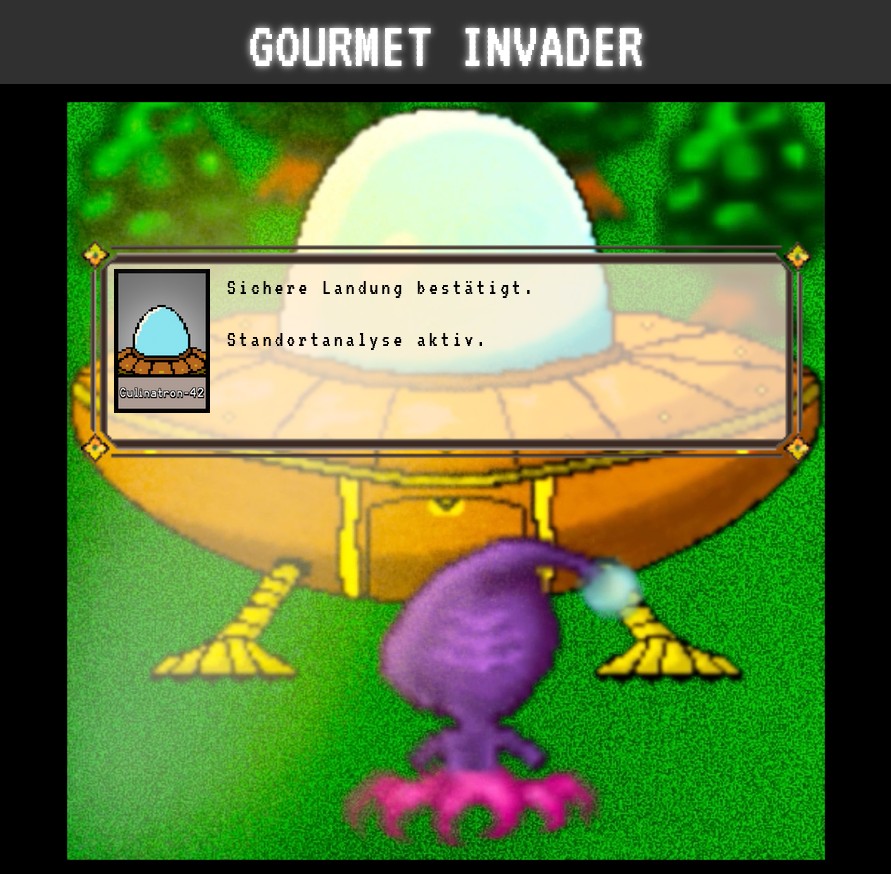 GOURMET INVADER
Sichere Landung bestätigt.
Standortanalyse aktiv.
Culinatron-42